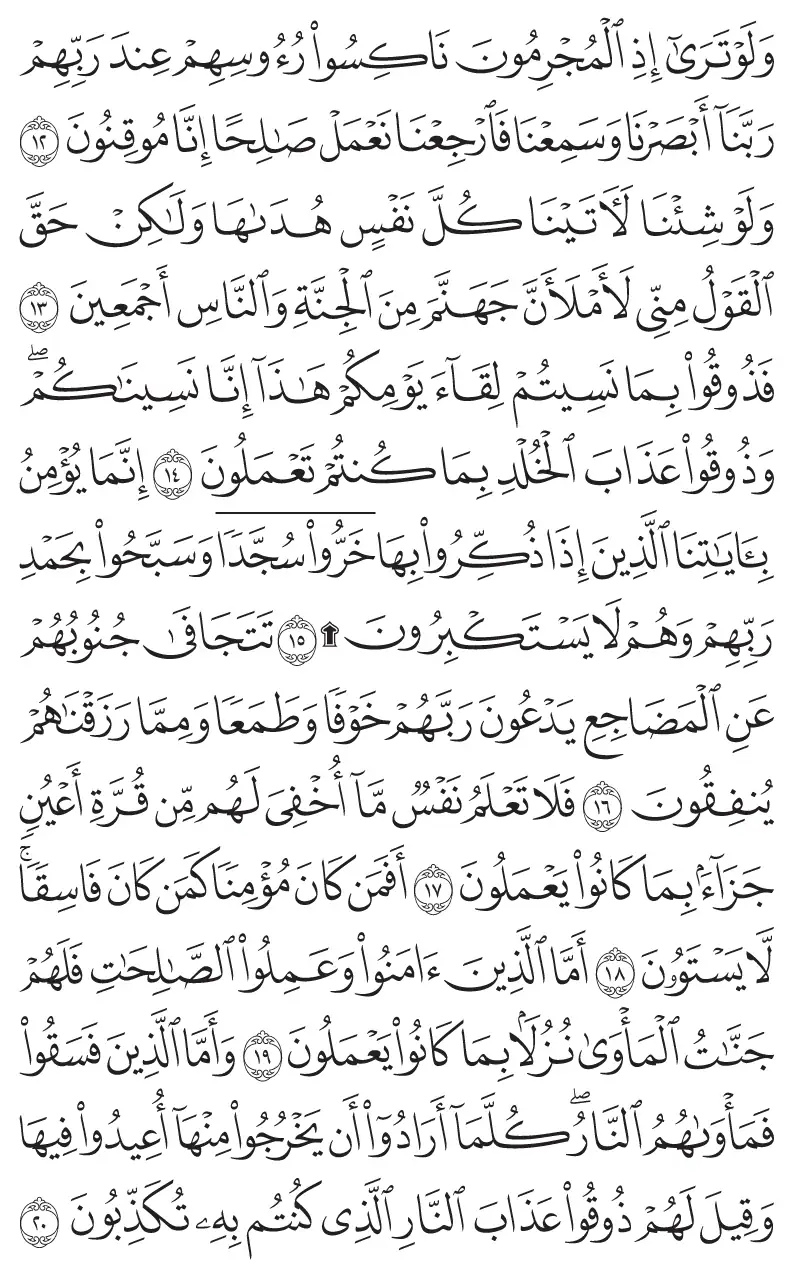 وَلَوۡ تَرَىٰٓ إِذِ ٱلۡمُجۡرِمُونَ نَاكِسُواْ رُءُوسِهِمۡ عِندَ رَبِّهِمۡ
رَبَّنَآ أَبۡصَرۡنَا وَسَمِعۡنَا فَٱرۡجِعۡنَا نَعۡمَلۡ صَٰلِحًا إِنَّا مُوقِنُونَ ١٢
وَلَوۡ شِئۡنَا لَأٓتَيۡنَا كُلَّ نَفۡسٍ هُدَىٰهَا وَلَٰكِنۡ حَقَّ
ٱلۡقَوۡلُ مِنِّي لَأَمۡلَأَنَّ جَهَنَّمَ مِنَ ٱلۡجِنَّةِ وَٱلنَّاسِ أَجۡمَعِينَ ١٣
فَذُوقُواْ بِمَا نَسِيتُمۡ لِقَآءَ يَوۡمِكُمۡ هَٰذَآ إِنَّا نَسِينَٰكُمۡۖ
وَذُوقُواْ عَذَابَ ٱلۡخُلۡدِ بِمَا كُنتُمۡ تَعۡمَلُونَ ١٤ إِنَّمَا يُؤۡمِنُ
بِـَٔايَٰتِنَا ٱلَّذِينَ إِذَا ذُكِّرُواْ بِهَا خَرُّواْۤ سُجَّدٗاۤ وَسَبَّحُواْ بِحَمۡدِ
رَبِّهِمۡ وَهُمۡ لَا يَسۡتَكۡبِرُونَ ۩ ١٥ تَتَجَافَىٰ جُنُوبُهُمۡ
عَنِ ٱلۡمَضَاجِعِ يَدۡعُونَ رَبَّهُمۡ خَوۡفٗا وَطَمَعٗا وَمِمَّا رَزَقۡنَٰهُمۡ
يُنفِقُونَ ١٦ فَلَا تَعۡلَمُ نَفۡسٞ مَّآ أُخۡفِيَ لَهُم مِّن قُرَّةِ أَعۡيُنٖ
جَزَآءَۢ بِمَا كَانُواْ يَعۡمَلُونَ ١٧ أَفَمَن كَانَ مُؤۡمِنٗا كَمَن كَانَ فَاسِقٗاۚ
لَّا يَسۡتَوُۥنَ ١٨ أَمَّا ٱلَّذِينَ ءَامَنُواْ وَعَمِلُواْ ٱلصَّٰلِحَٰتِ فَلَهُمۡ
جَنَّٰتُ ٱلۡمَأۡوَىٰ نُزُلَۢا بِمَا كَانُواْ يَعۡمَلُونَ ١٩ وَأَمَّا ٱلَّذِينَ فَسَقُواْ
فَمَأۡوَىٰهُمُ ٱلنَّارُۖ كُلَّمَآ أَرَادُوٓاْ أَن يَخۡرُجُواْ مِنۡهَآ أُعِيدُواْ فِيهَا
وَقِيلَ لَهُمۡ ذُوقُواْ عَذَابَ ٱلنَّارِ ٱلَّذِي كُنتُم بِهِۦ تُكَذِّبُونَ ٢٠